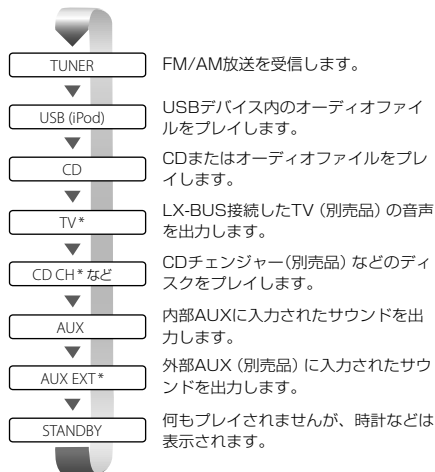 TUNER
FM/AM放送を受信します。
USB (iPod)
USBデバイス内のオーディオファイ
ルをプレイします。
CD
CDまたはオーディオファイルをプレ
イします。
TV*
LX-BUS接続したTV（別売品）の音声
を出力します。
CD CH*など
CDチェンジャー（別売品）などのディ
スクをプレイします。
AUX
内部AUXに入力されたサウンドを出
力します。
AUX EXT*
外部AUX（別売品）に入力されたサウ
ンドを出力します。
STANDBY
何もプレイされませんが、時計などは
表示されます。